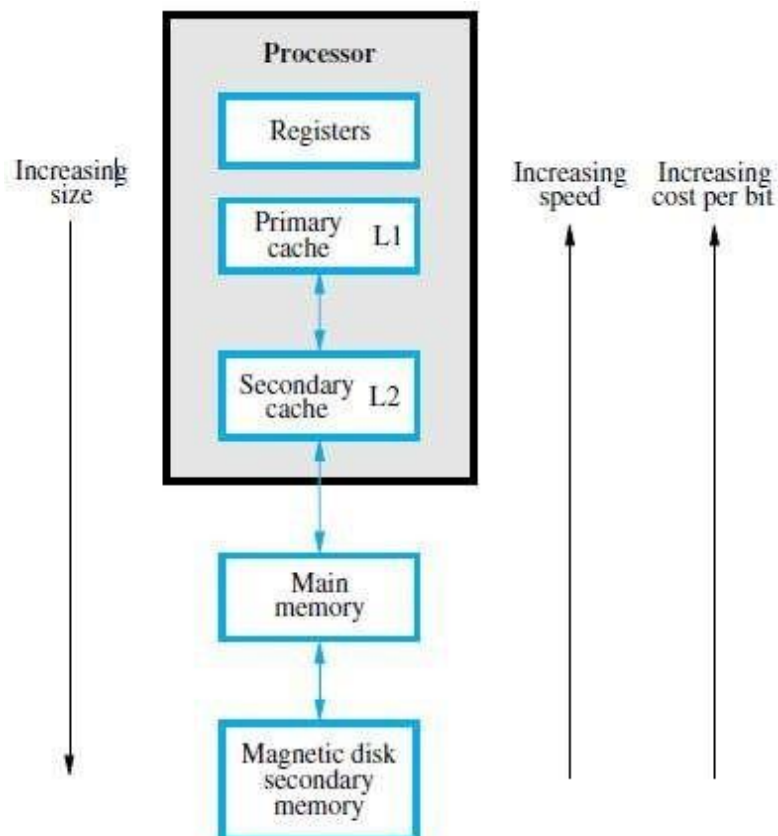 Processor
Registers
Increasing
size
Increasing
speed
Increasing
cost per bit
Primary
cache
L1
Secondary
cache
L2
Main
memory
Magnetic disk
secondary
memory